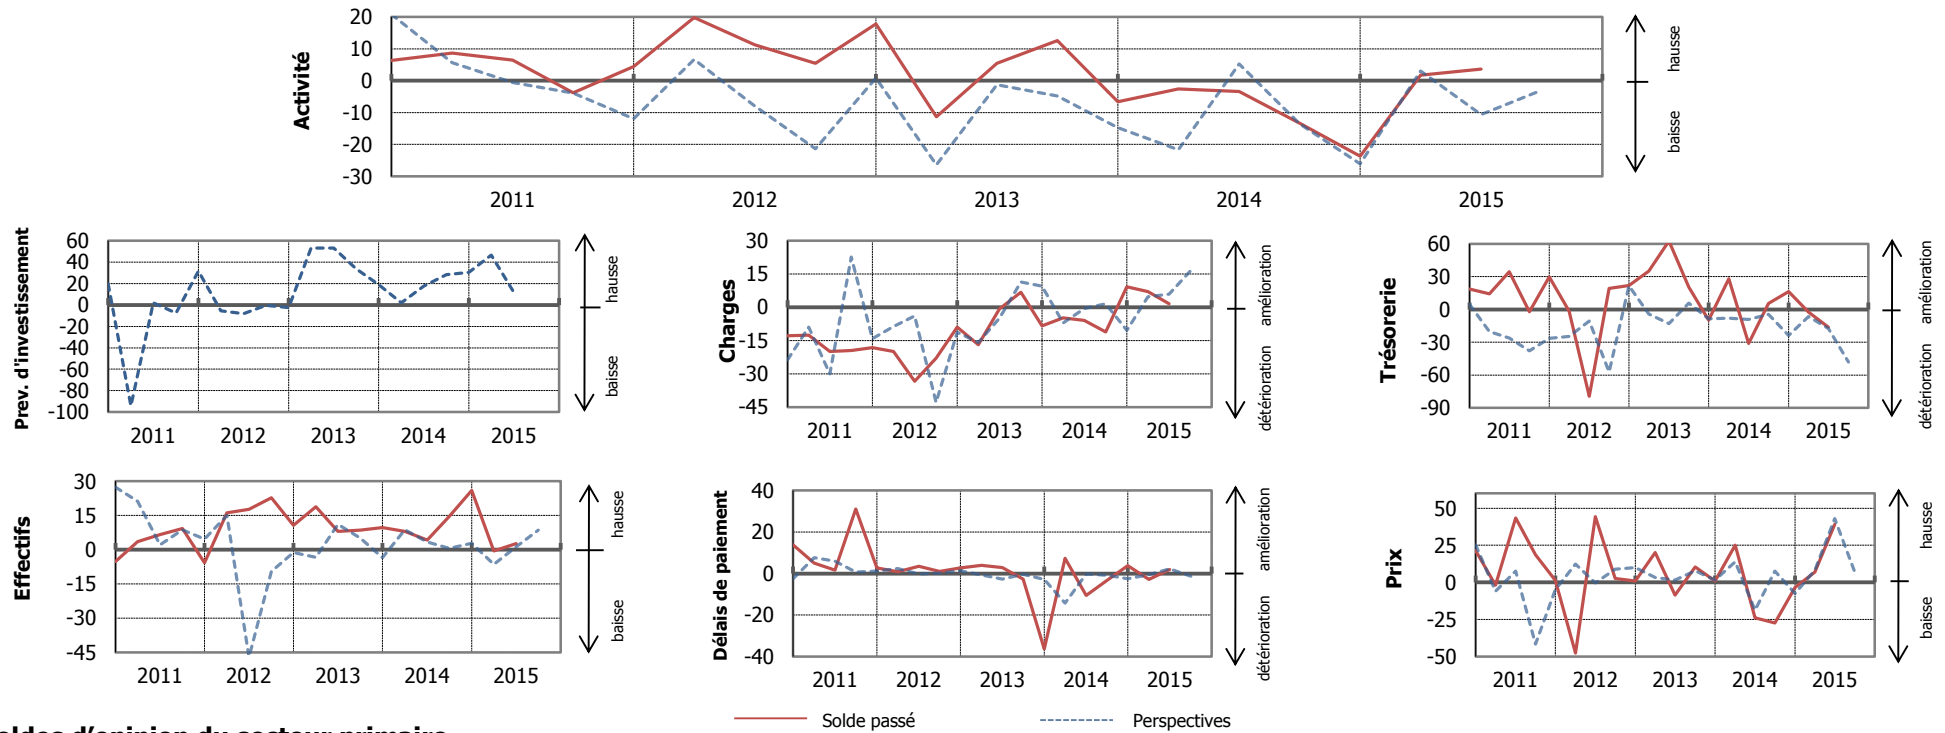 Activité
20
10
0
-10
-20
-30
2011 2012 2013 2014 2015
hausse
baisse
Prev. d'investissement
60
40
20
0
-20
-40
-60
-80
-100
2011 2012 2013 2014 2015
hausse
baisse
Charges
30
15
0
-15
-30
-45
2011 2012 2013 2014 2015
amélioration
détérioration
Trésorerie
60
30
0
-30
-60
-90
2011 2012 2013 2014 2015
amélioration
détérioration
Effectifs
30
15
0
-15
-30
-45
2011 2012 2013 2014 2015
hausse
baisse
Délais de paiement
40
20
0
-20
-40
2011 2012 2013 2014 2015
amélioration
détérioration
Prix
50
25
0
-25
-50
2011 2012 2013 2014 2015
hausse
baisse
Solde passé Perspectives
oldes d'opinion du secteur primaire